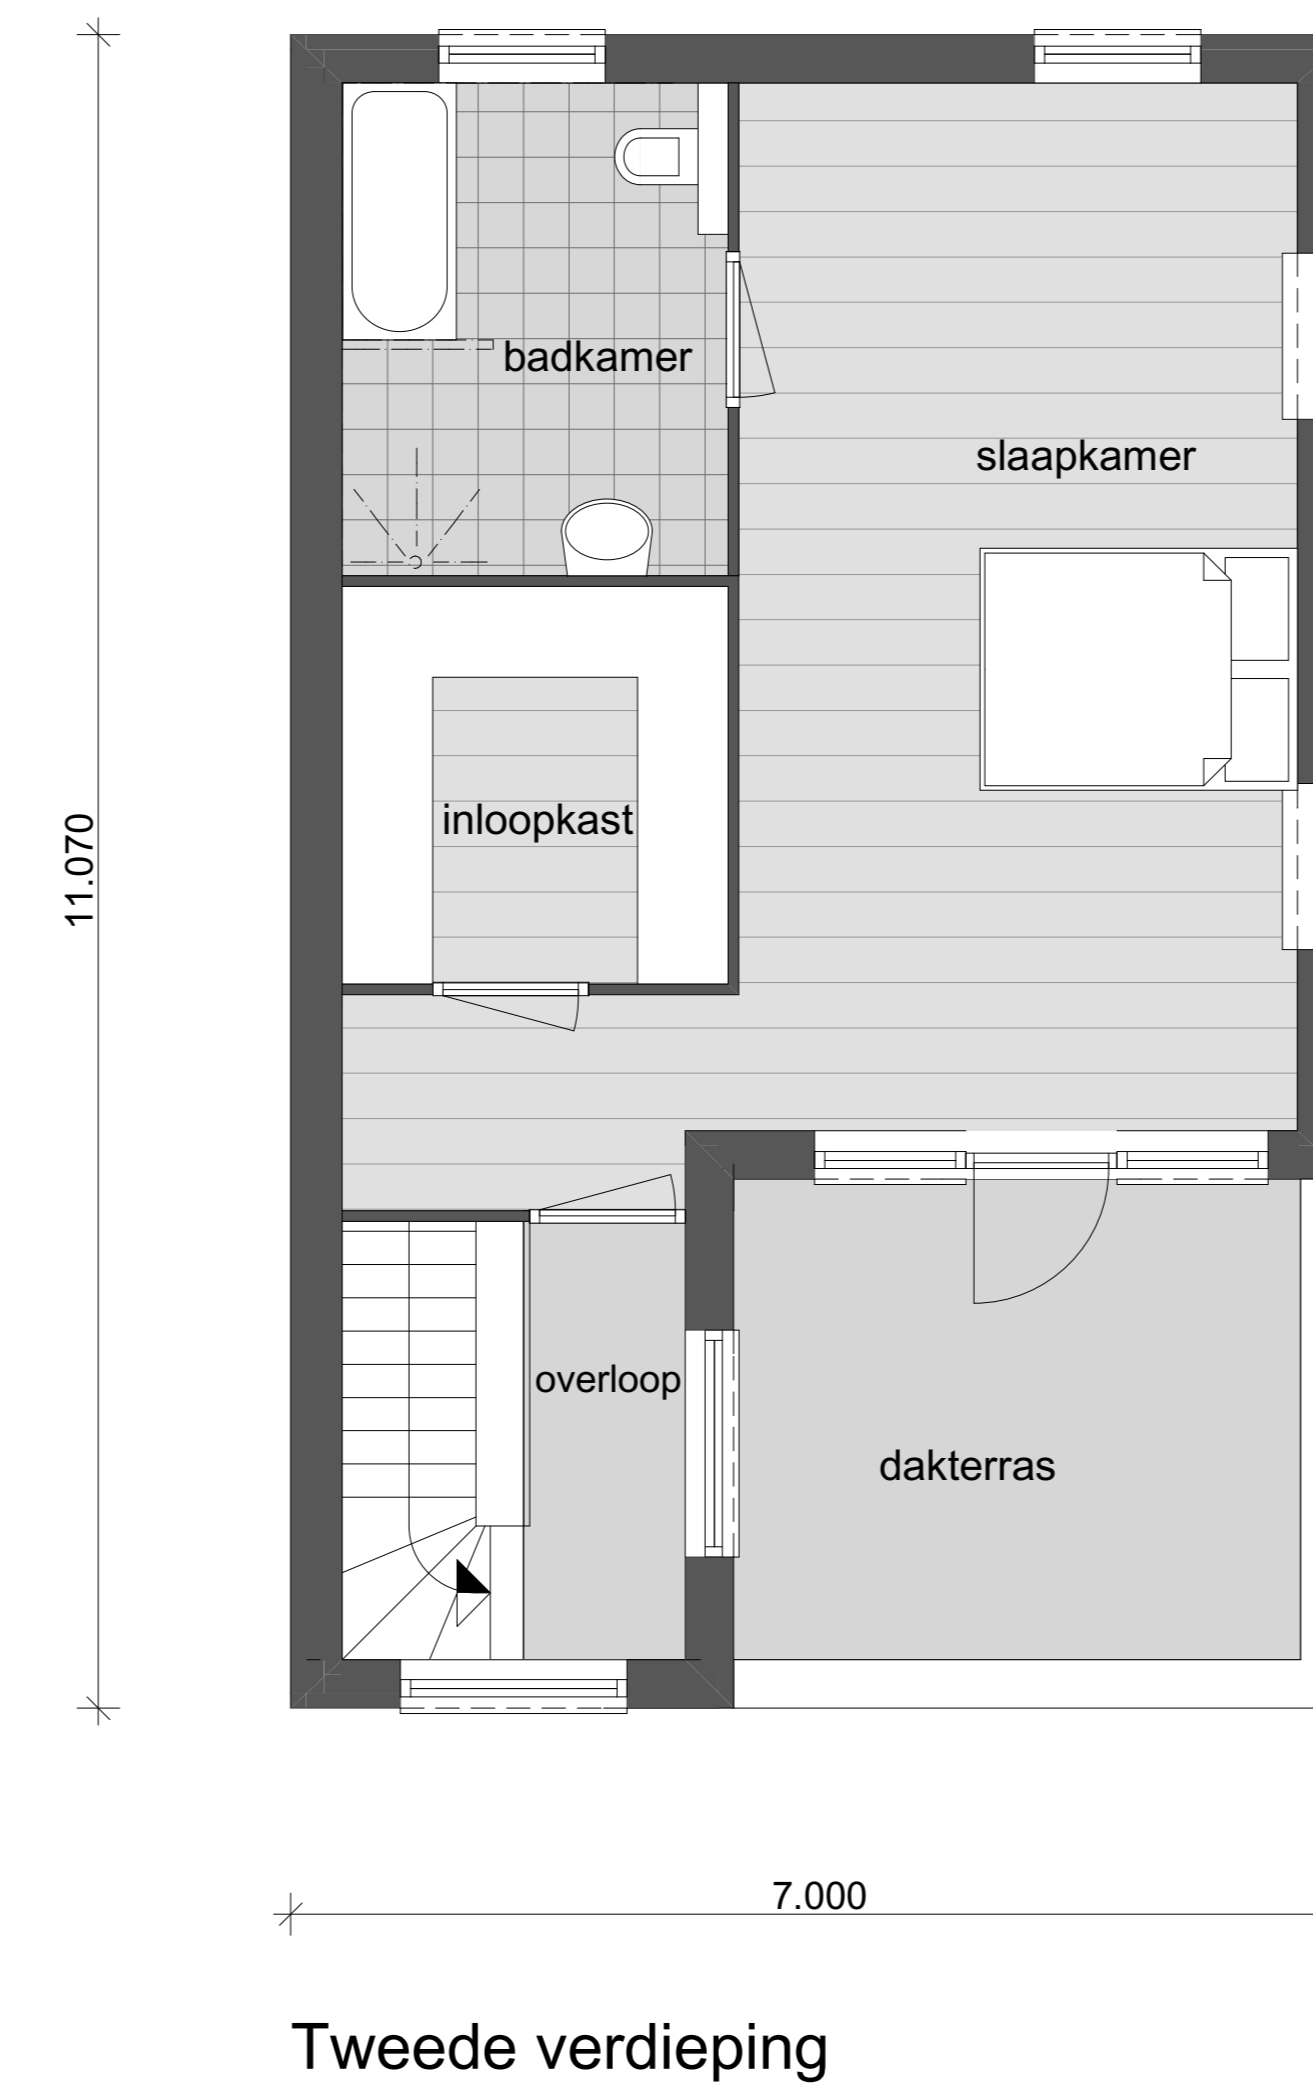 badkamer
slaapkamer
inloopkast
11.070
overloop
dakterras
7.000
Tweede verdieping